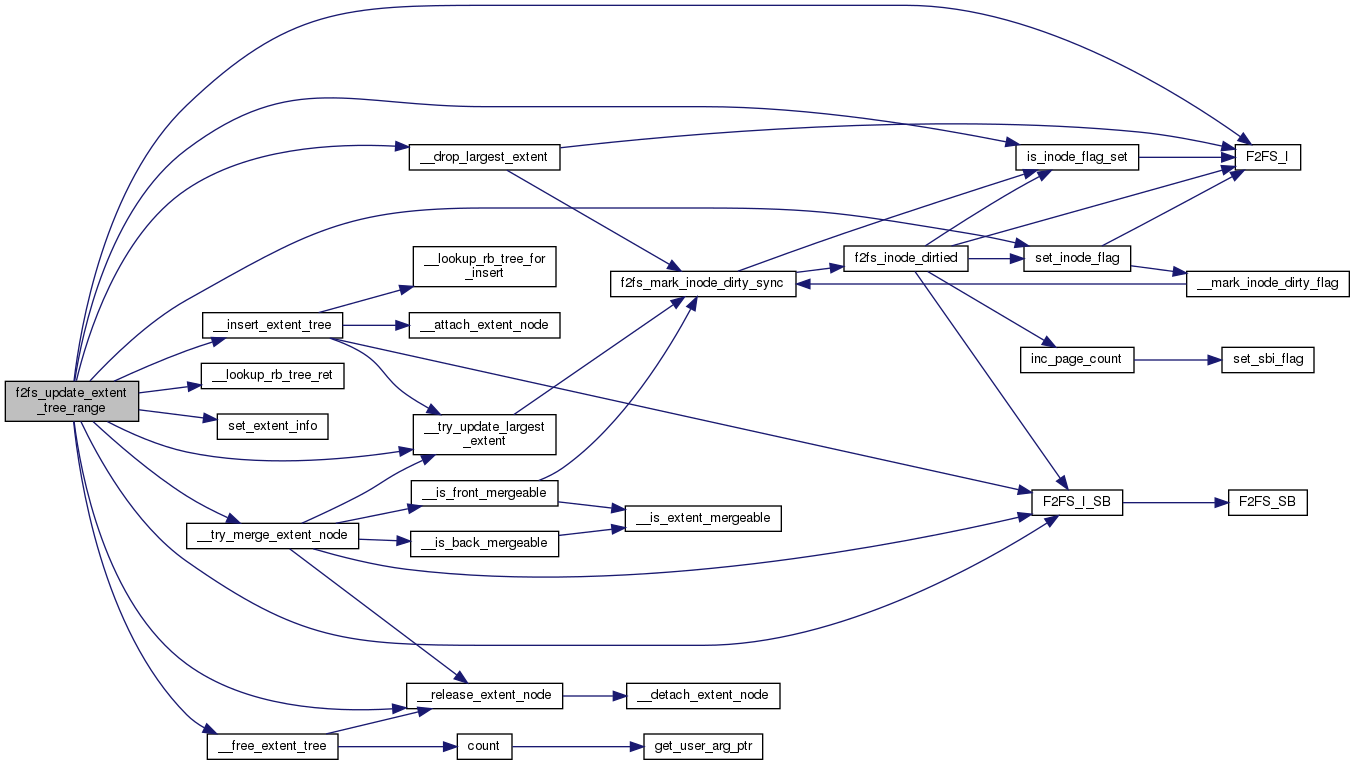 f2fs_update_extent
_tree_range
__drop_largest_extent
__insert_extent_tree
__lookup_rb_tree_ret
set_extent_info
__try_merge_extent_node
__free_extent_tree
__lookup_rb_tree_for
_insert
__attach_extent_node
__try_update_largest
_extent
__is_front_mergeable
__is_back_mergeable
__release_extent_node
count
f2fs_mark_inode_dirty_sync
__is_extent_mergeable
__detach_extent_node
get_user_arg_ptr
f2fs_inode_dirtied
is_inode_flag_set
set_inode_flag
inc_page_count
F2FS_I_SB
F2FS_I
__mark_inode_dirty_flag
set_sbi_flag
F2FS_SB